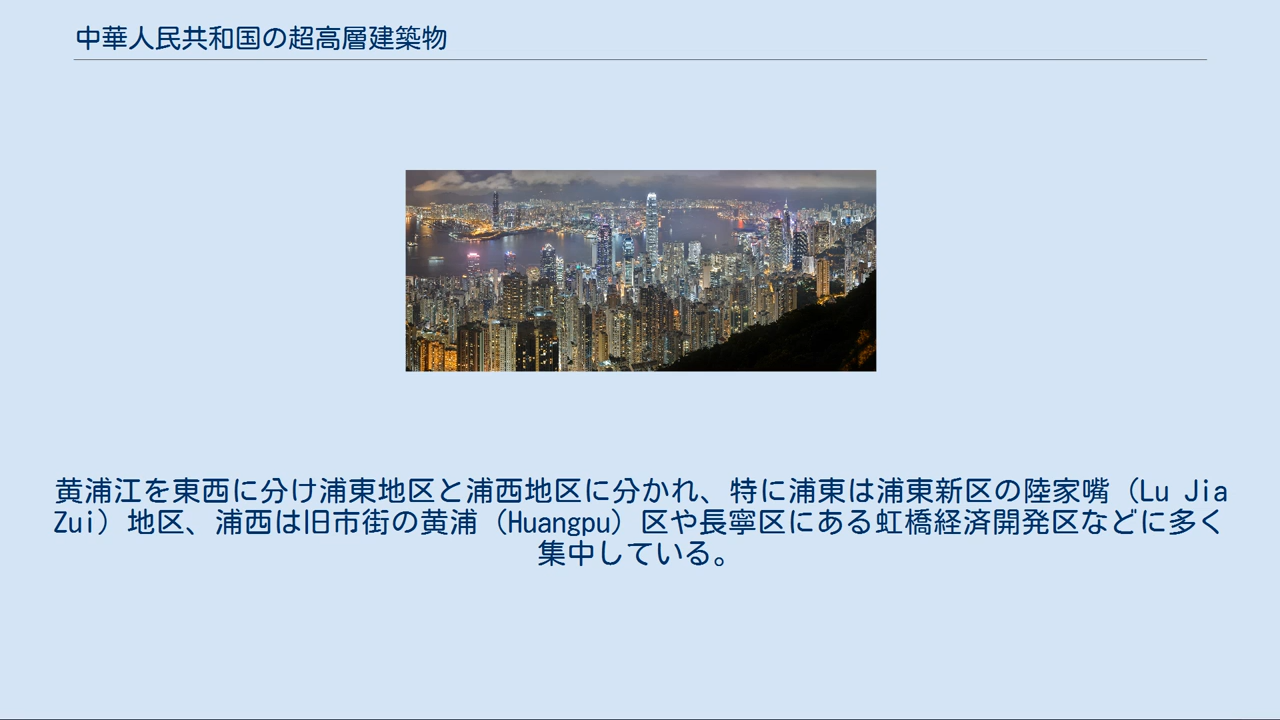 中華人民共和国の超高層建築物
黄浦江を東西に分け浦東地区と浦西地区に分かれ、特に浦東は浦東新区の陸家嘴（Lu Jia
Zui）地区、浦西は旧市街の黄浦（Huangpu）区や長寧区にある虹橋経済開発区などに多く
集中している。